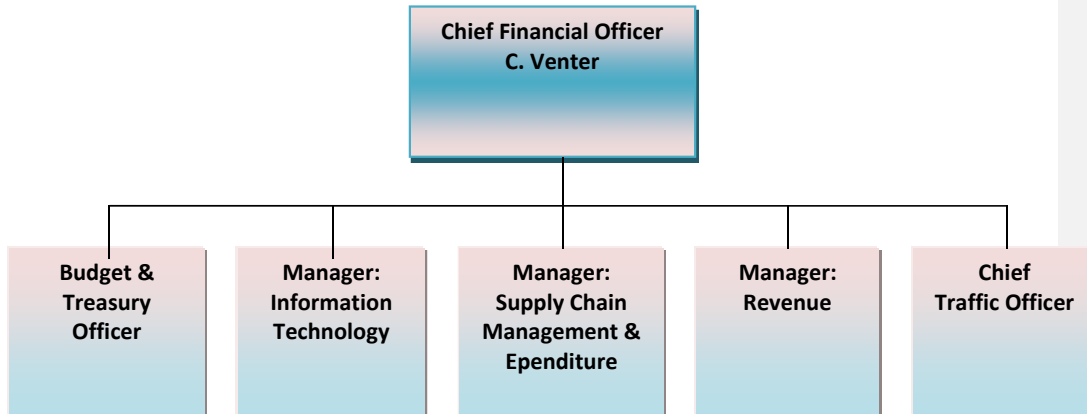 Chief Financial Officer
C. Venter
Budget &
Treasury
Officer
Manager:
Information
Technology
Manager:
Supply Chain
Management &
Ependiture
Manager:
Revenue
Chief
Traffic Officer